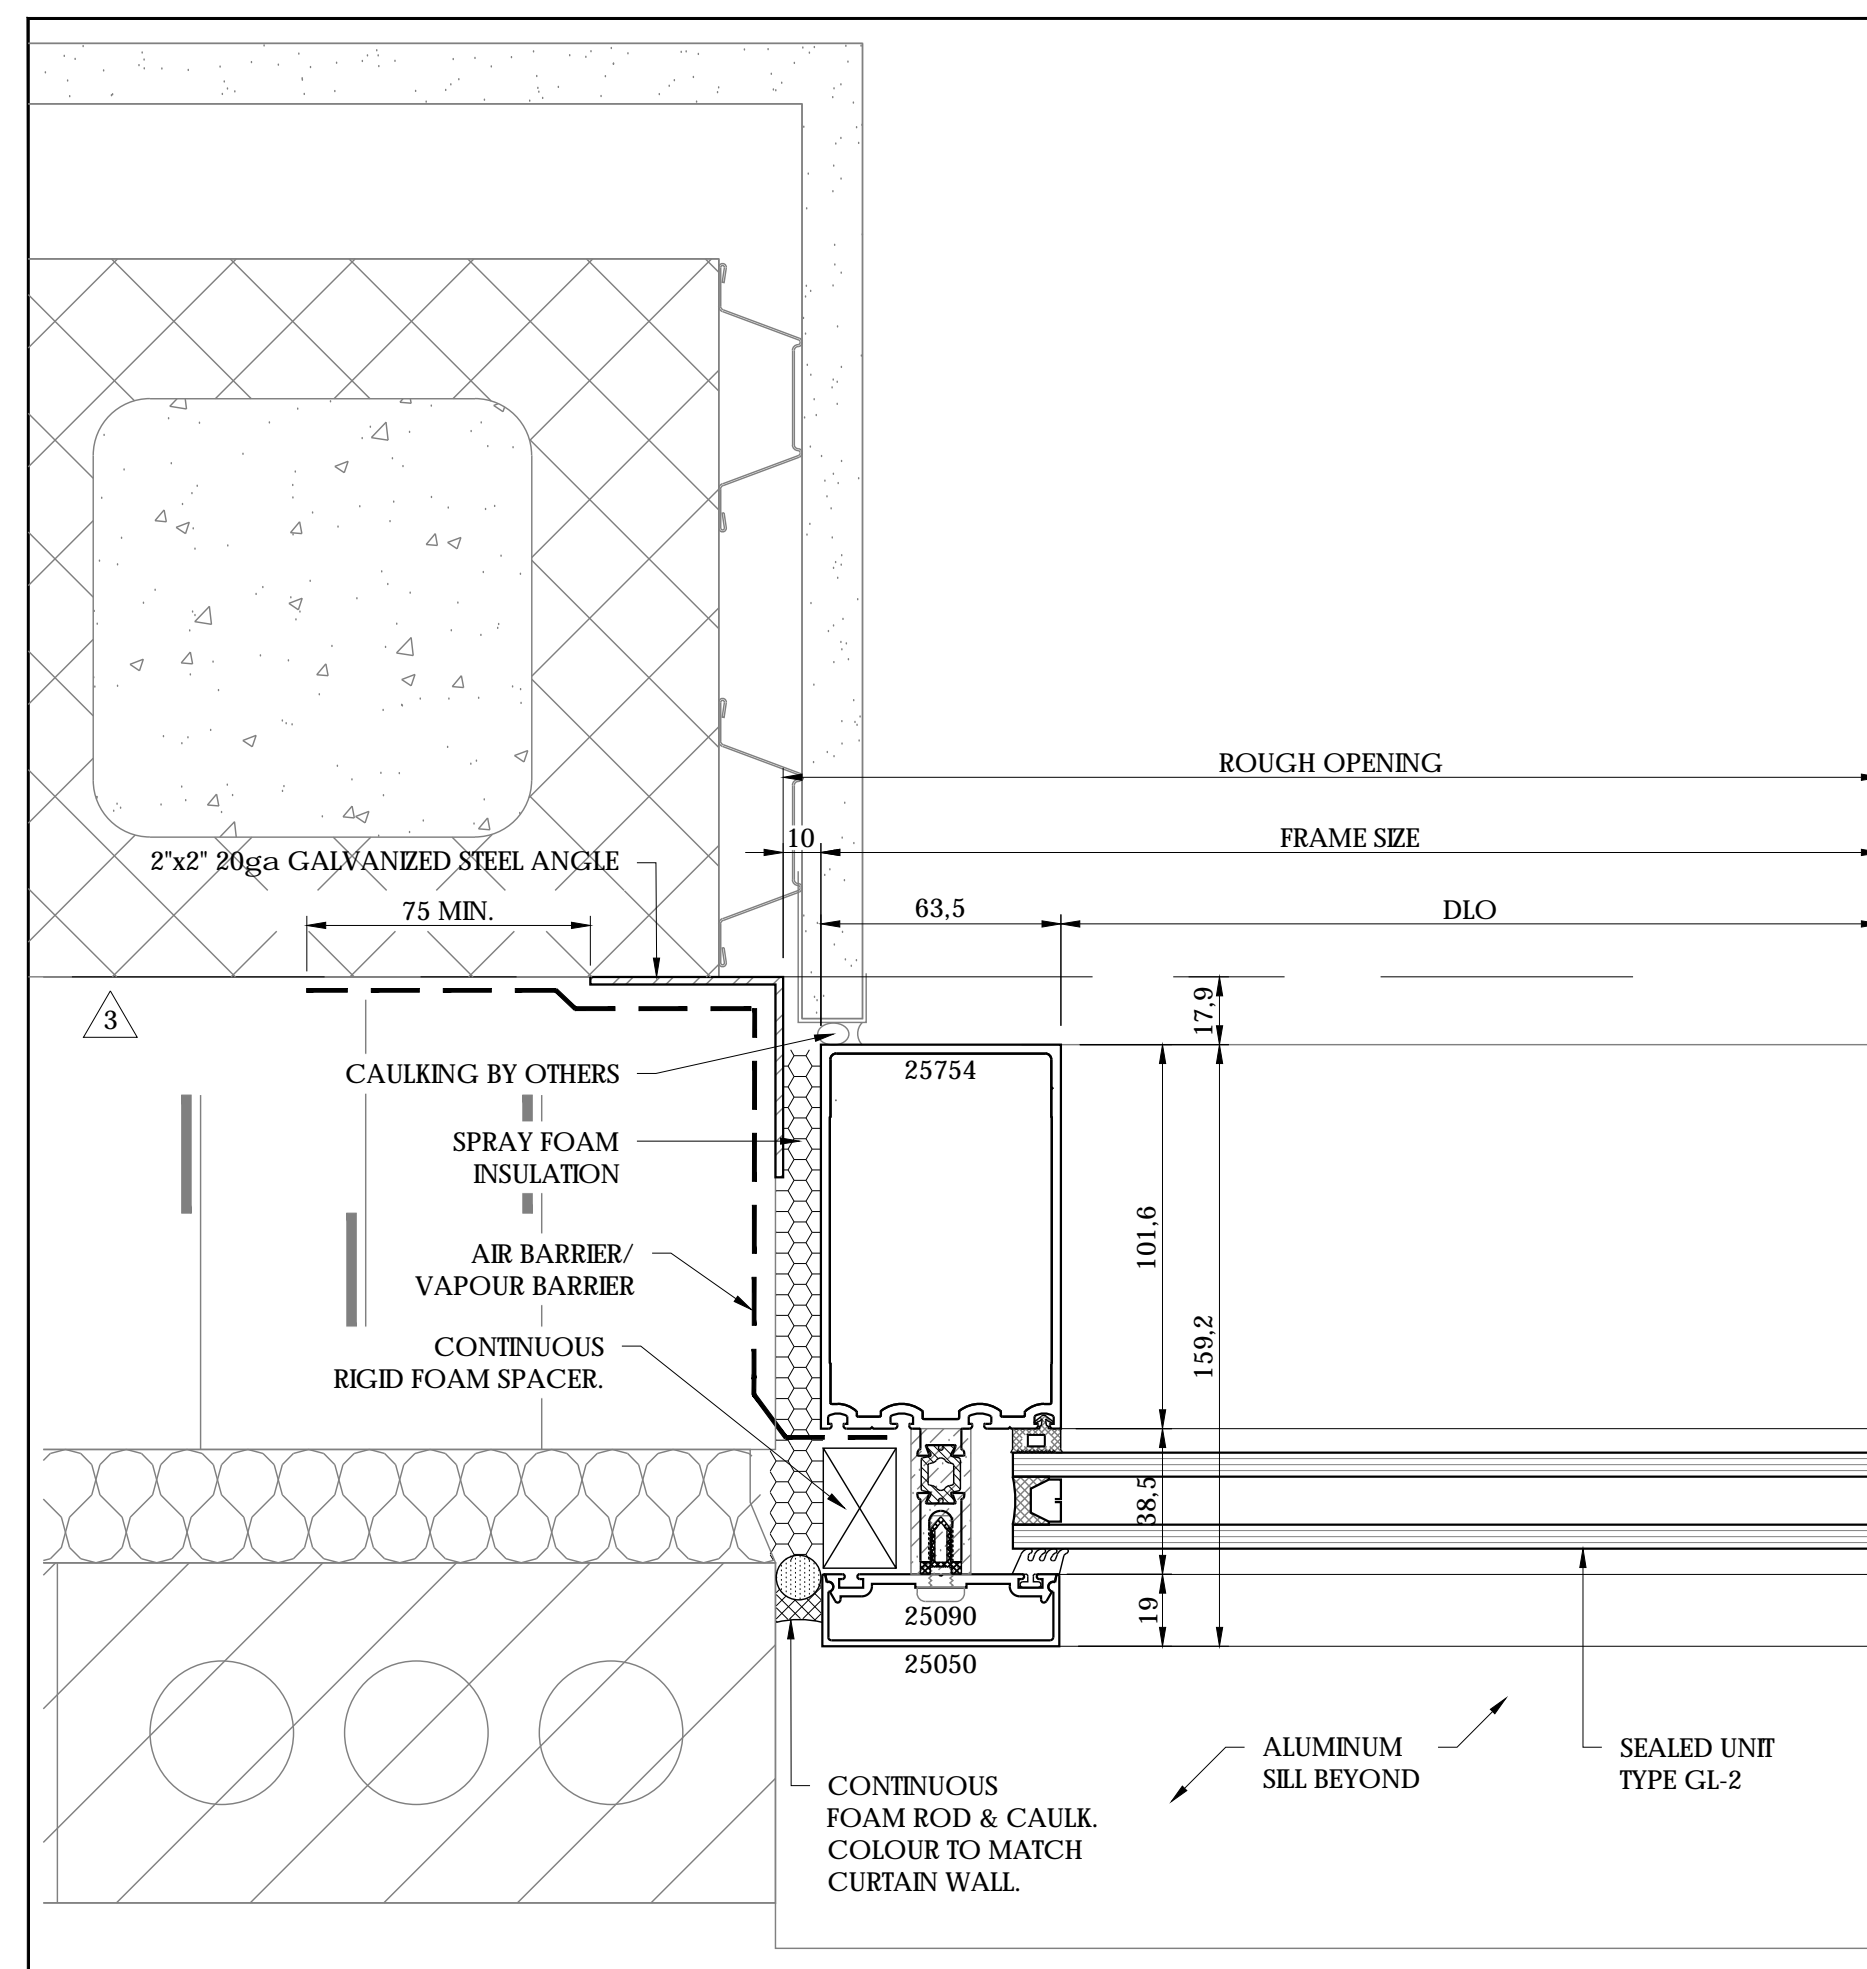 ROUGH OPENING
10
FRAME SIZE
2"x2" 20ga GALVANIZED STEEL ANGLE
75 MIN.
63,5
DLO
17,9
3
CAULKING BY OTHERS
25754
SPRAY FOAM
INSULATION
101,6
AIR BARRIER/
VAPOUR BARRIER
159,2
CONTINUOUS
RIGID FOAM SPACER.
38,5
19
25090
25050
ALUMINUM
SILL BEYOND
SEALED UNIT
TYPE GL-2
CONTINUOUS
FOAM ROD & CAULK.
COLOUR TO MATCH
CURTAIN WALL.